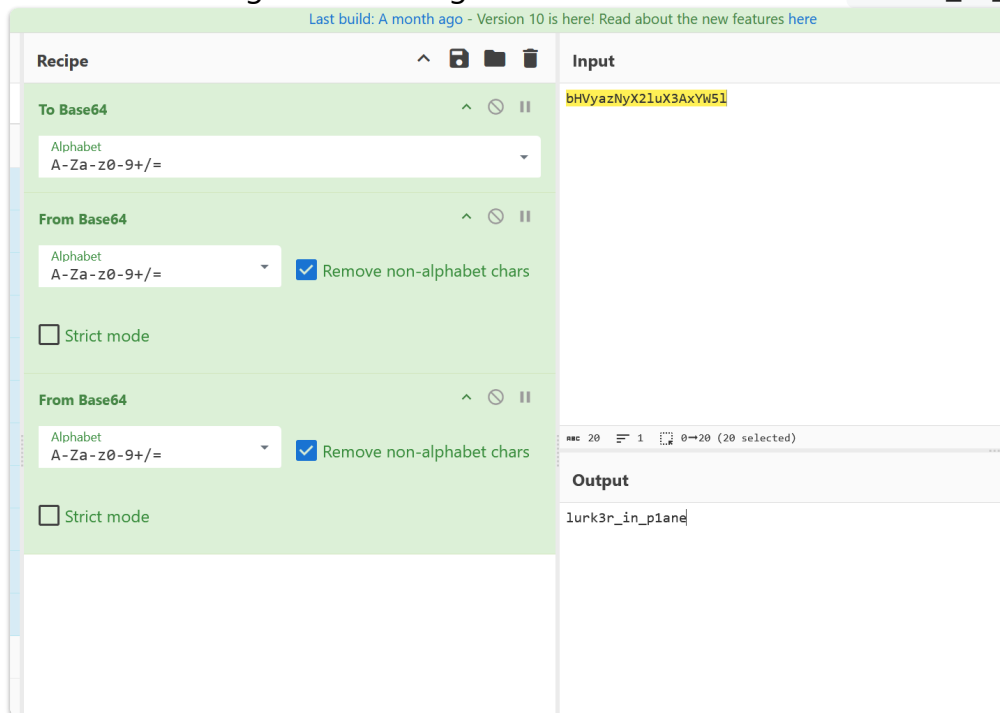 Last build: A month ago - Version 10 is here! Read about the new features here
Recipe
To Base64
Alphabet
A-Za-z0-9+/=
From Base64
Alphabet
A-Za-z0-9+/=
Remove non-alphabet chars
Strict mode
From Base64
Alphabet
A-Za-z0-9+/=
Remove non-alphabet chars
Strict mode
Input
bHVyazNyX2luX3AxYW5l
ABC 20 1 0→20 (20 selected)
Output
lurk3r_in_p1ane